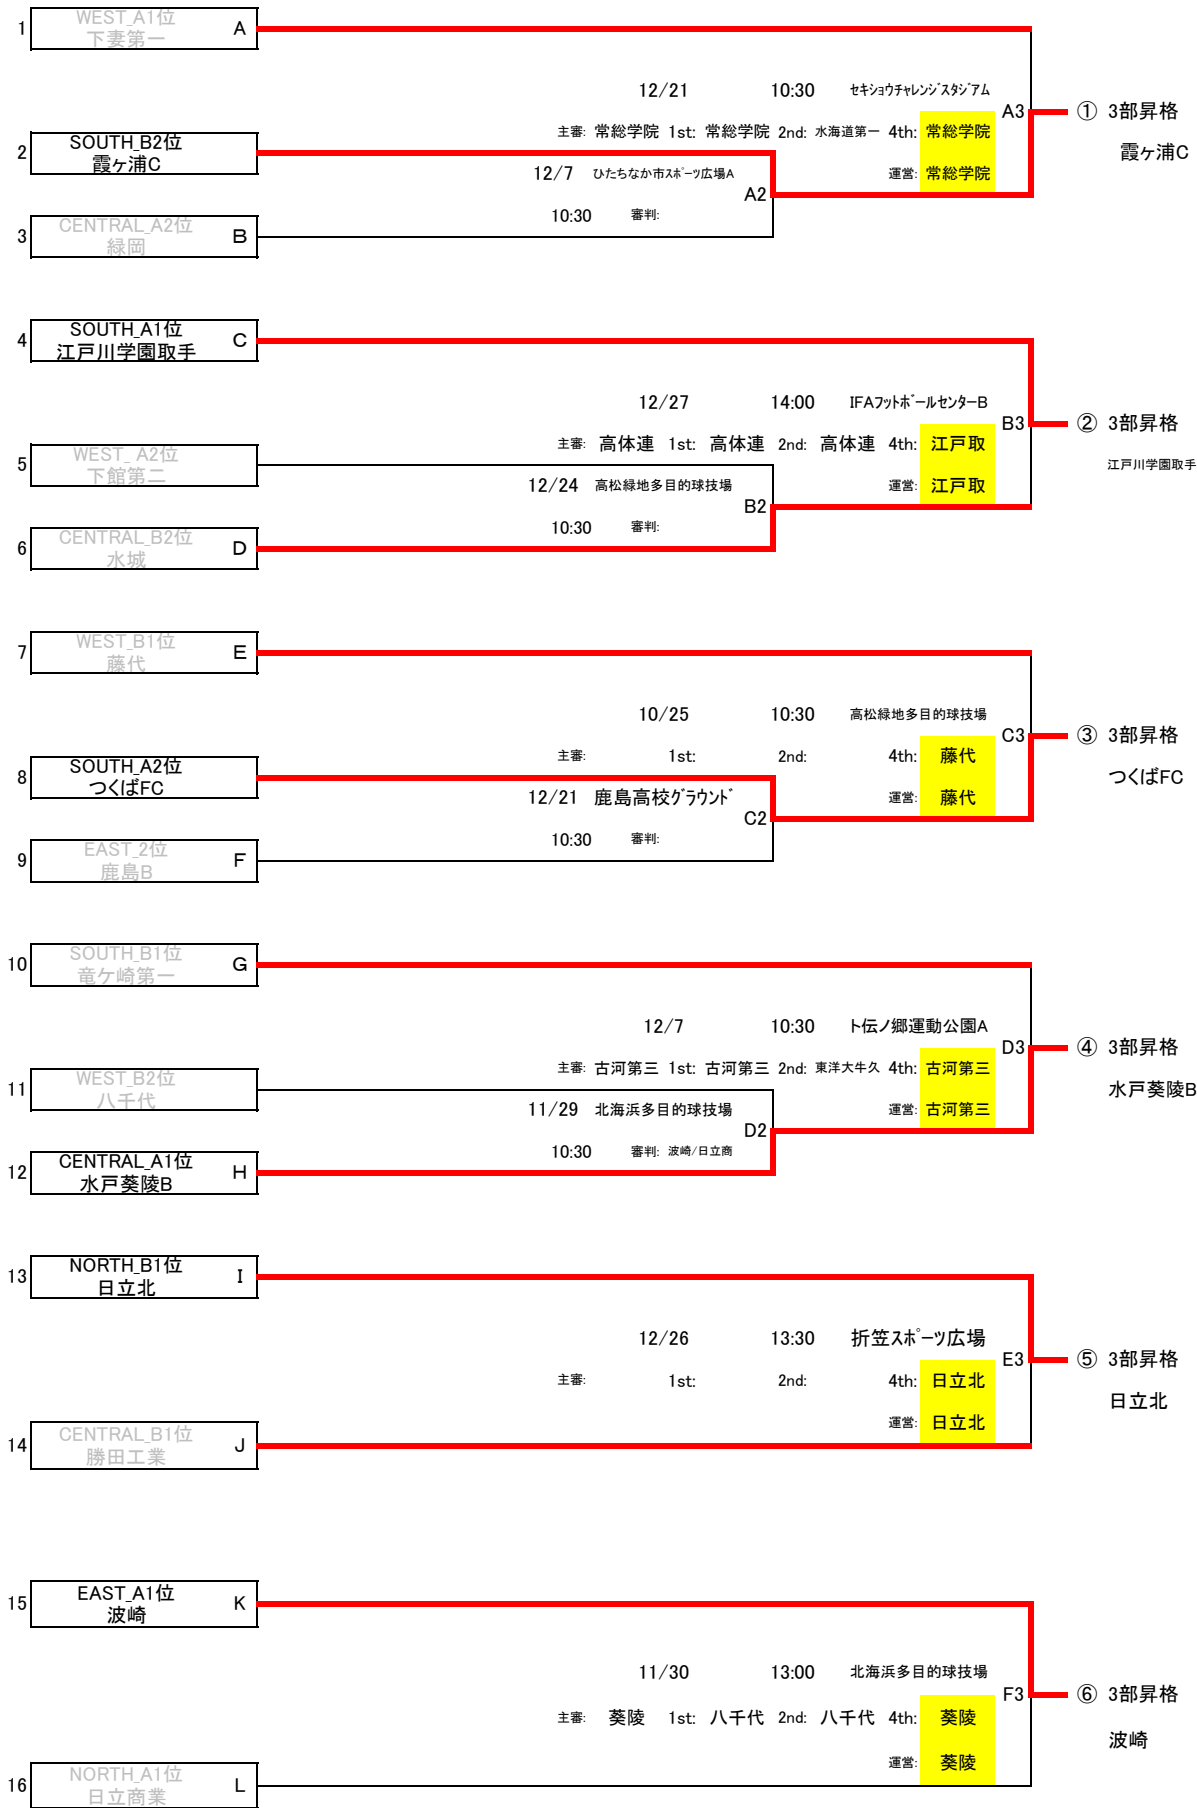 1 WEST_A1位 A
下妻第一
12/21 10:30 ｾｷｼｮｳﾁｬﾚﾝｼﾞｽﾀｼﾞｱﾑ
A3 ① 3部昇格
主審: 常総学院 1st: 常総学院 2nd: 水海道第一 4th: 常総学院
2 SOUTH_B2位
霞ヶ浦C
霞ヶ浦C
12/7 ひたちなか市ｽﾎﾟｰﾂ広場A 運営: 常総学院
A2
10:30 審判:
3 CENTRAL_A2位 B
緑岡
4 SOUTH_A1位 C
江戸川学園取手
12/27 14:00 IFAﾌｯﾄﾎﾞｰﾙｾﾝﾀｰB
B3 ② 3部昇格
主審: 高体連 1st: 高体連 2nd: 高体連 4th: 江戸取
5 WEST_ A2位
下館第二
江戸川学園取手
12/24 高松緑地多目的球技場 運営: 江戸取
B2
10:30 審判:
6 CENTRAL_B2位 D
水城
7 WEST_B1位 E
藤代
10/25 10:30 高松緑地多目的球技場
C3 ③ 3部昇格
主審: 1st: 2nd: 4th: 藤代
8 SOUTH_A2位
つくばFC
つくばFC
12/21 鹿島高校ｸﾞﾗｳﾝﾄﾞ 運営: 藤代
C2
10:30 審判:
9 EAST_2位 F
鹿島B
10 SOUTH_B1位 G
竜ケ崎第一
12/7 10:30 ト伝ノ郷運動公園A
D3 ④ 3部昇格
主審: 古河第三 1st: 古河第三 2nd: 東洋大牛久 4th: 古河第三
11 WEST_B2位
八千代
水戸葵陵B
11/29 北海浜多目的球技場 運営: 古河第三
D2
10:30 審判: 波崎/日立商
12 CENTRAL_A1位 H
水戸葵陵B
13 NORTH_B1位 I
日立北
12/26 13:30 折笠ｽﾎﾟｰﾂ広場
E3 ⑤ 3部昇格
主審: 1st: 2nd: 4th: 日立北
日立北
運営: 日立北
14 CENTRAL_B1位 J
勝田工業
15 EAST_A1位 K
波崎
11/30 13:00 北海浜多目的球技場
F3 ⑥ 3部昇格
主審: 葵陵 1st: 八千代 2nd: 八千代 4th: 葵陵
波崎
運営: 葵陵
16 NORTH_A1位 L
日立商業